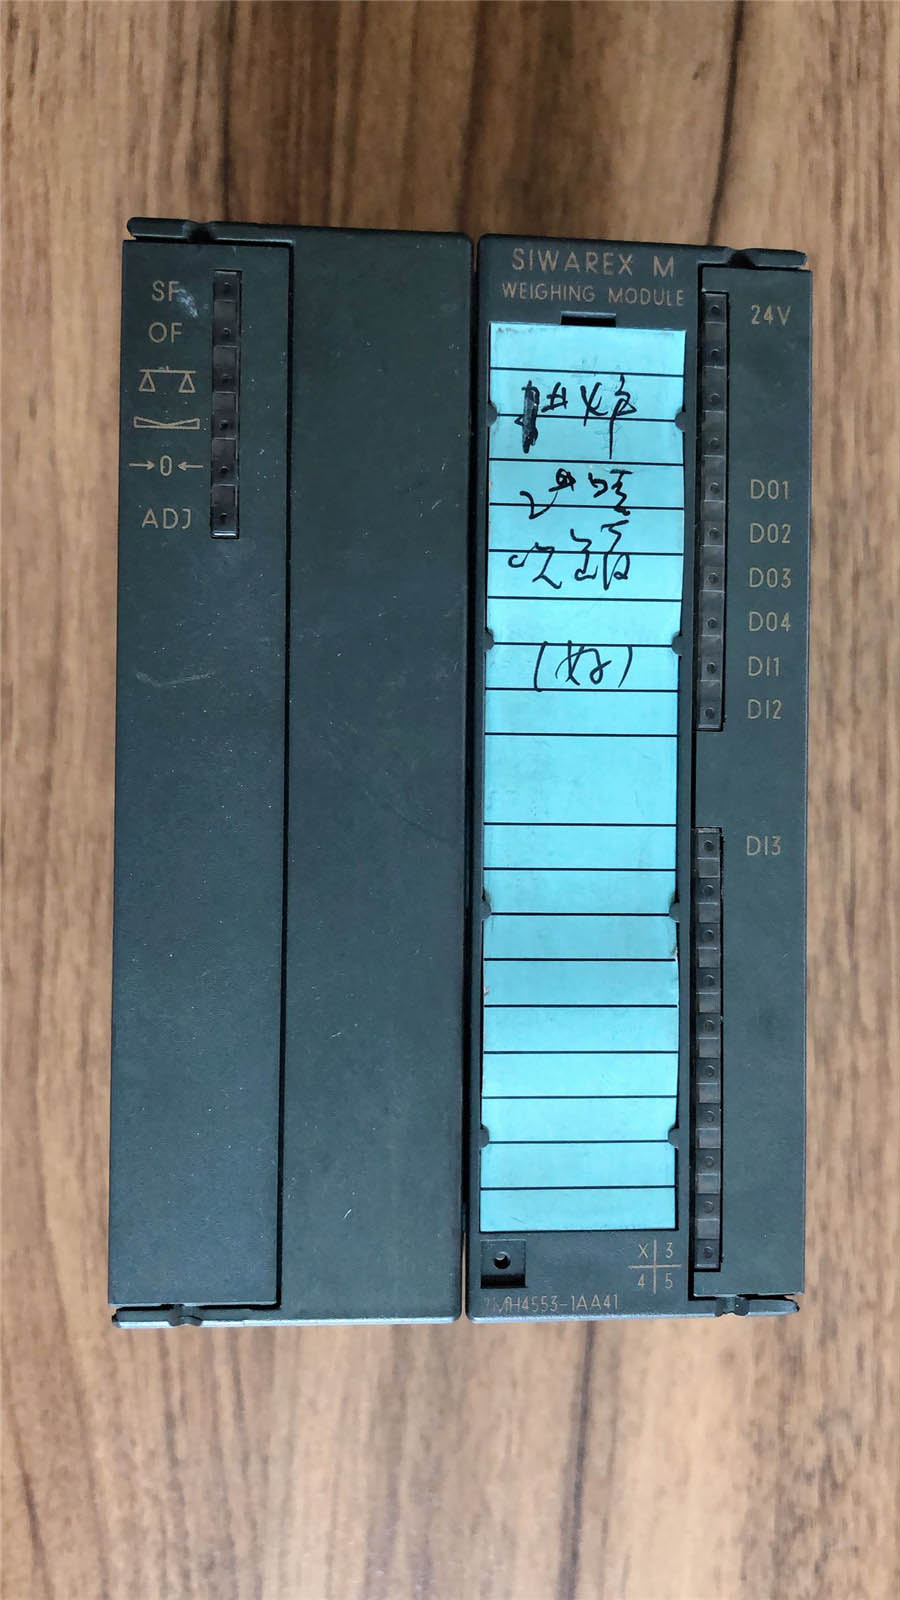 SF
OF
→0←
ADJ
SIWAREX M
WEIGHING MODULE
24V
(好)
DO1
DO2
DO3
DO4
DI1
DI2
DI3
X 3
4 5
7MH4553-1AA41